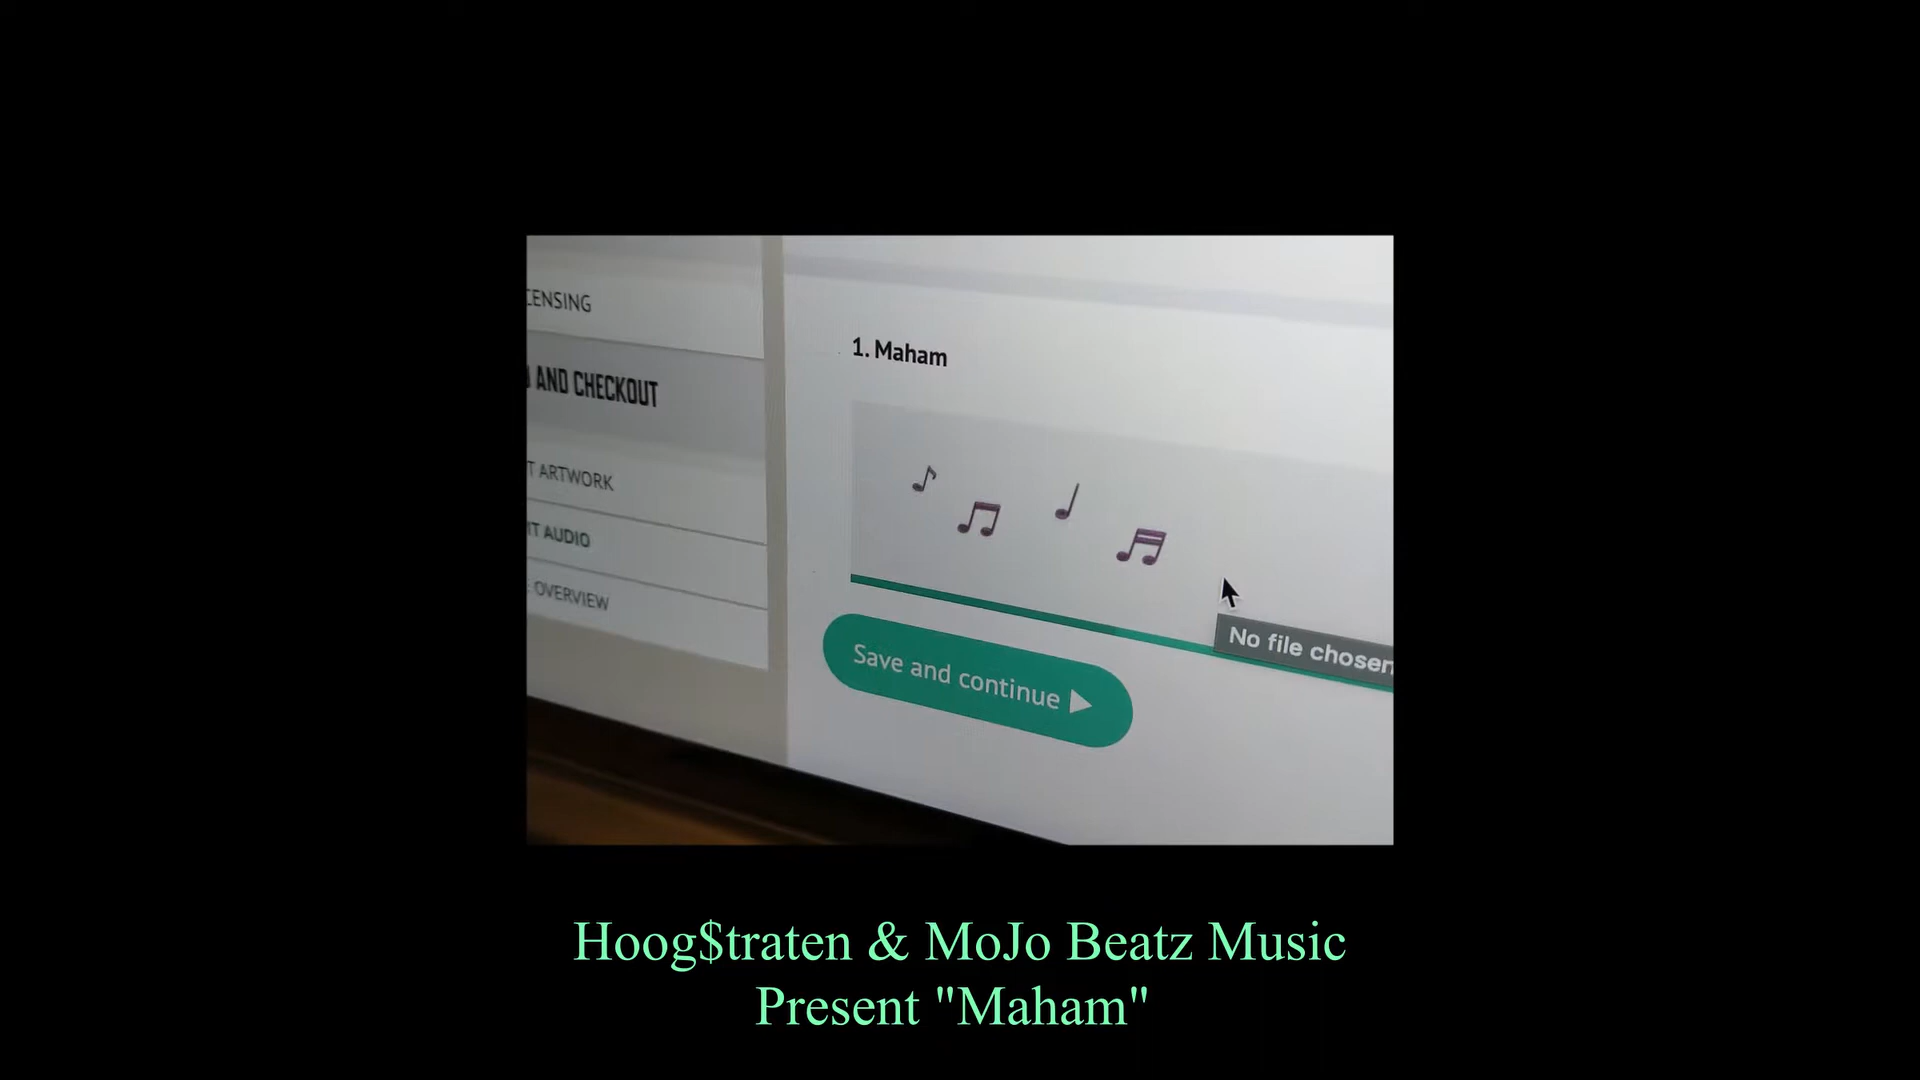 CENSING
AND CHECKOUT
T ARTWORK
IT AUDIO
OVERVIEW
1. Maham
No file chosen
Save and continue
Hoog$traten & MoJo Beatz Music
Present "Maham"